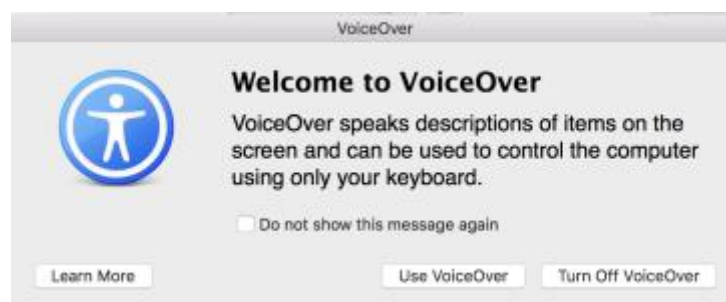 VoiceOver
Welcome to VoiceOver
VoiceOver speaks descriptions of items on the
screen and can be used to control the computer
using only your keyboard.
Do not show this message again
Learn More
Use VoiceOver
Turn Off VoiceOver